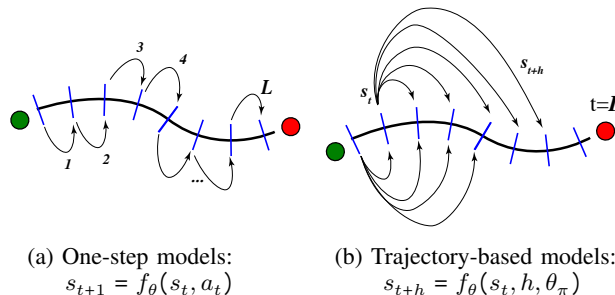 3
4
L
1
2
...
s_t
s_{t+h}
t=L
(a) One-step models:
s_{t+1} = f_θ(s_t, a_t)
(b) Trajectory-based models:
s_{t+h} = f_θ(s_t, h, θ_π)